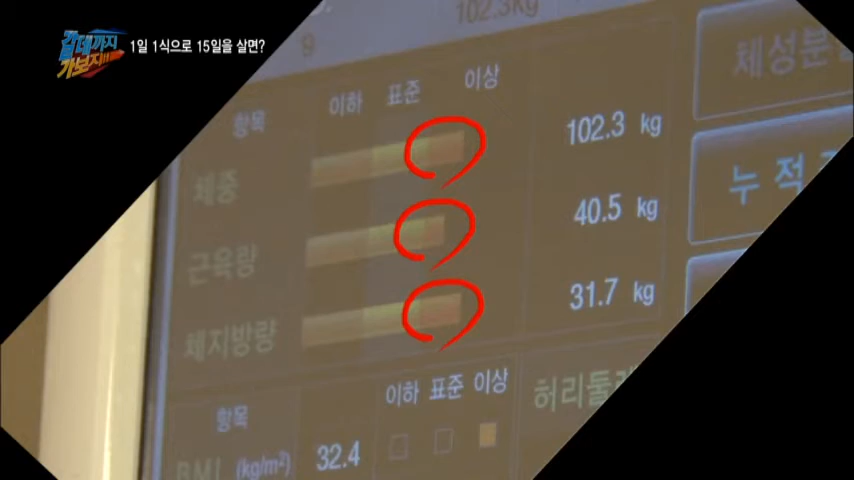 갈데까지
가보자!!
1일 1식으로 15일을 살면?
102.3kg
9
항목 이하 표준 이상
체중 102.3 kg
근육량 40.5 kg
체지방량 31.7 kg
체성분
누적
항목 이하 표준 이상
허리둘레
BMI (kg/m²) 32.4